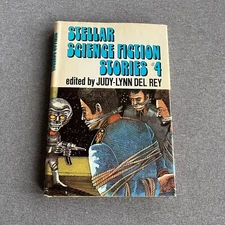 STELLAR
SCIENCE FICTION
STORIES #4
edited by JUDY-LYNN DEL REY